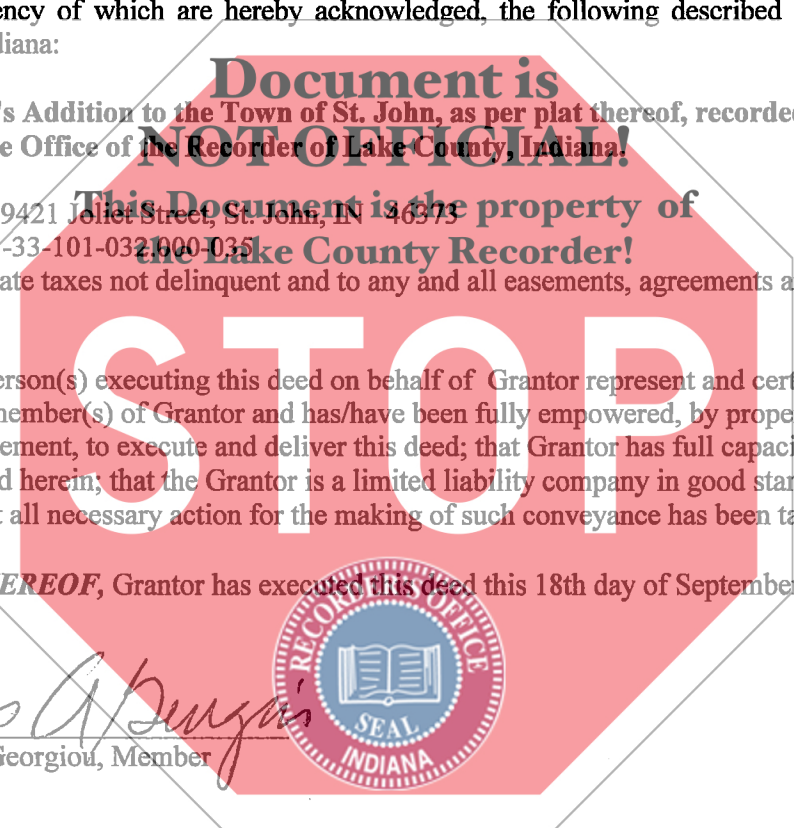 ency of which are hereby acknowledged, the following described
diana:
Document is
's Addition to the Town of St. John, as per plat thereof, recorded
NOT OFFICIAL!
e Office of the Recorder of Lake County, Indiana.
This Document is the property of
9421 Joliet Street, St. John, IN 46373
the Lake County Recorder!
-33-101-032.000-035
ate taxes not delinquent and to any and all easements, agreements a
STOP
erson(s) executing this deed on behalf of Grantor represent and cert
member(s) of Grantor and has/have been fully empowered, by prope
ement, to execute and deliver this deed; that Grantor has full capaci
d herein; that the Grantor is a limited liability company in good stan
t all necessary action for the making of such conveyance has been ta
EREOF, Grantor has executed this deed this 18th day of September
RECORDER'S OFFICE
SEAL
INDIANA
Georgiou, Member